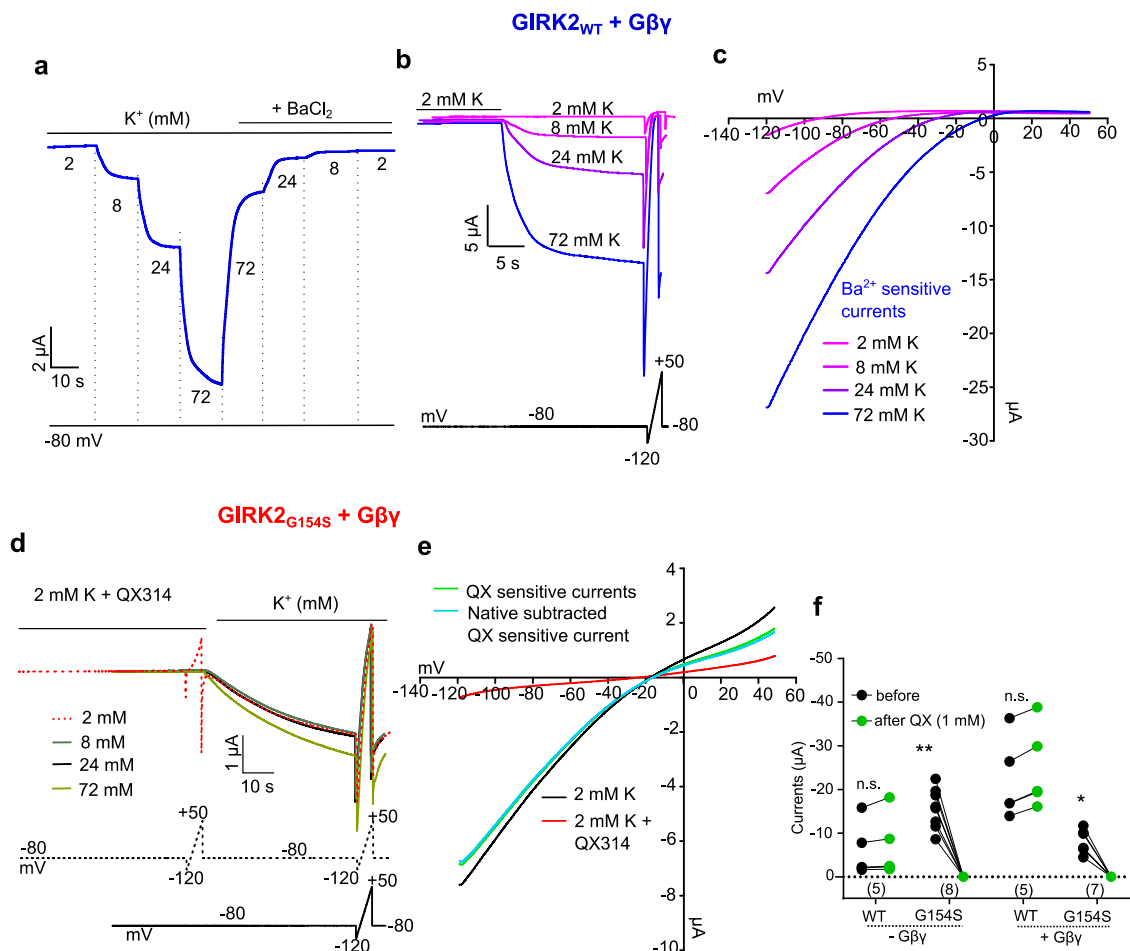 GIRK2WT + Gβγ
a
K⁺ (mM)
+ BaCl₂
2
8
24
72
72
24
8
2
2 µA
10 s
-80 mV
b
2 mM K
2 mM K
8 mM K
24 mM K
72 mM K
5 µA
5 s
+50
mV
-80
-80
-120
c
mV
-140 -120 -100 -80 -60 -40 -20 0 20 40 60
5
-5
-10
-15
-20
-25
-30
µA
Ba²⁺ sensitive
currents
2 mM K
8 mM K
24 mM K
72 mM K
GIRK2G154S + Gβγ
d
2 mM K + QX314
K⁺ (mM)
2 mM
8 mM
24 mM
72 mM
1 µA
10 s
+50
+50
-80
mV
-80
-120
-120
+50
-80
-80
-120
e
QX sensitive currents
Native subtracted
QX sensitive current
mV
-140 -120 -100 -80 -60 -40 -20 0 20 40 60
4
2
-2
-4
-6
-8
-10
µA
2 mM K
2 mM K +
QX314
f
Currents (µA)
-50
-40
-30
-20
-10
0
before
after QX (1 mM)
n.s.
**
n.s.
*
(5) (8) (5) (7)
WT G154S WT G154S
- Gβγ + Gβγ